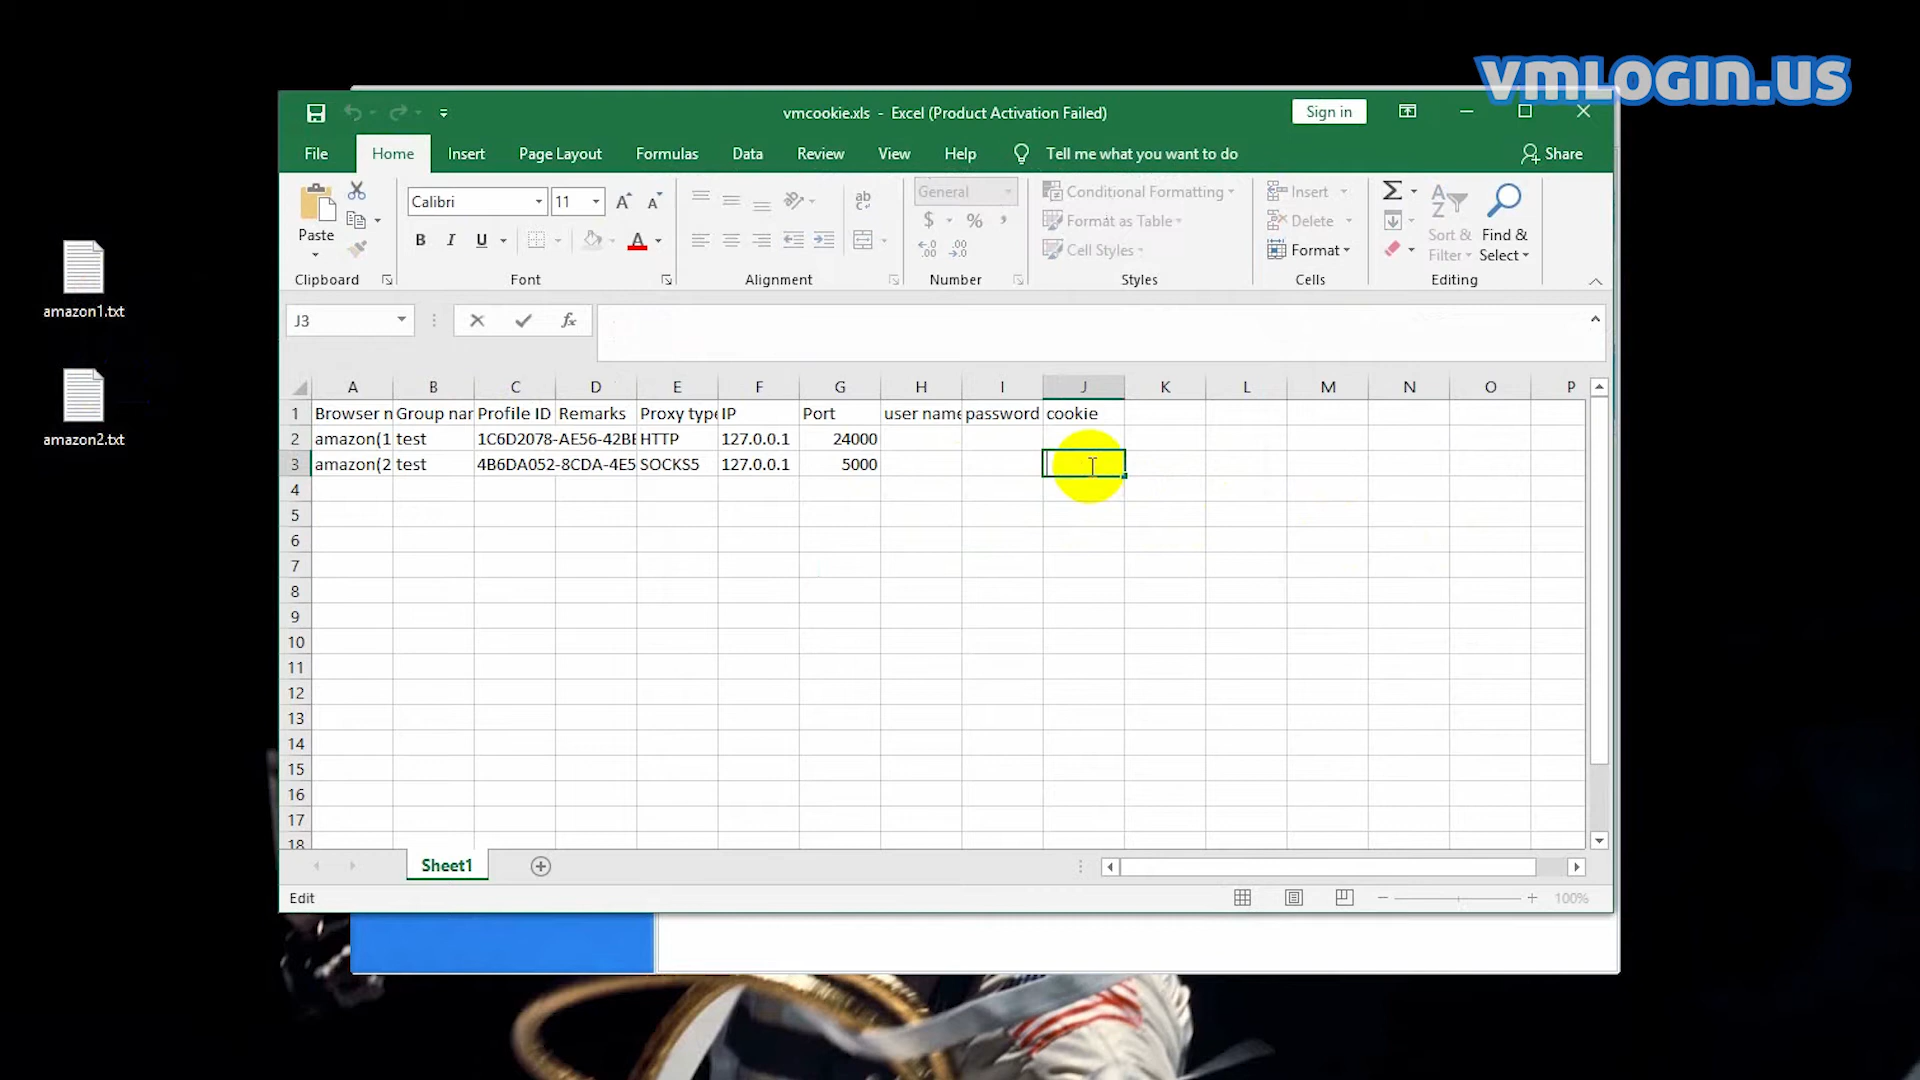 vmLOGIN.US
vmcookie.xls - Excel (Product Activation Failed)
Sign in
File Home Insert Page Layout Formulas Data Review View Help Tell me what you want to do Share
Paste
Calibri 11
B I U A
ab
c
General
$ % ,
.00
.00
Conditional Formatting
Format as Table
Cell Styles
Insert
Delete
Format
Σ
A
Z
Sort &
Filter
Find &
Select
Clipboard Font Alignment Number Styles Cells Editing
J3 fx
A B C D E F G H I J K L M N O P
1 Browser n Group nar Profile ID Remarks Proxy type IP Port user name password cookie
2 amazon(1 test 1C6D2078-AE56-42BE HTTP 127.0.0.1 24000
3 amazon(2 test 4B6DA052-8CDA-4E5 SOCKS5 127.0.0.1 5000
4
5
6
7
8
9
10
11
12
13
14
15
16
17
18
Sheet1
Edit 100%
amazon1.txt
amazon2.txt